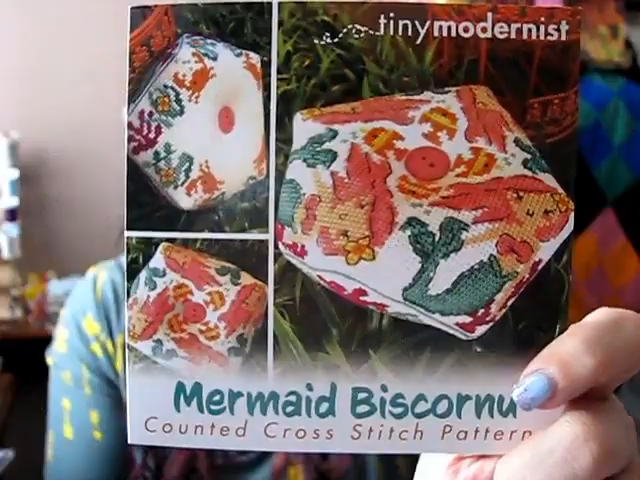 tinymodernist
Mermaid Biscornu
Counted Cross Stitch Pattern